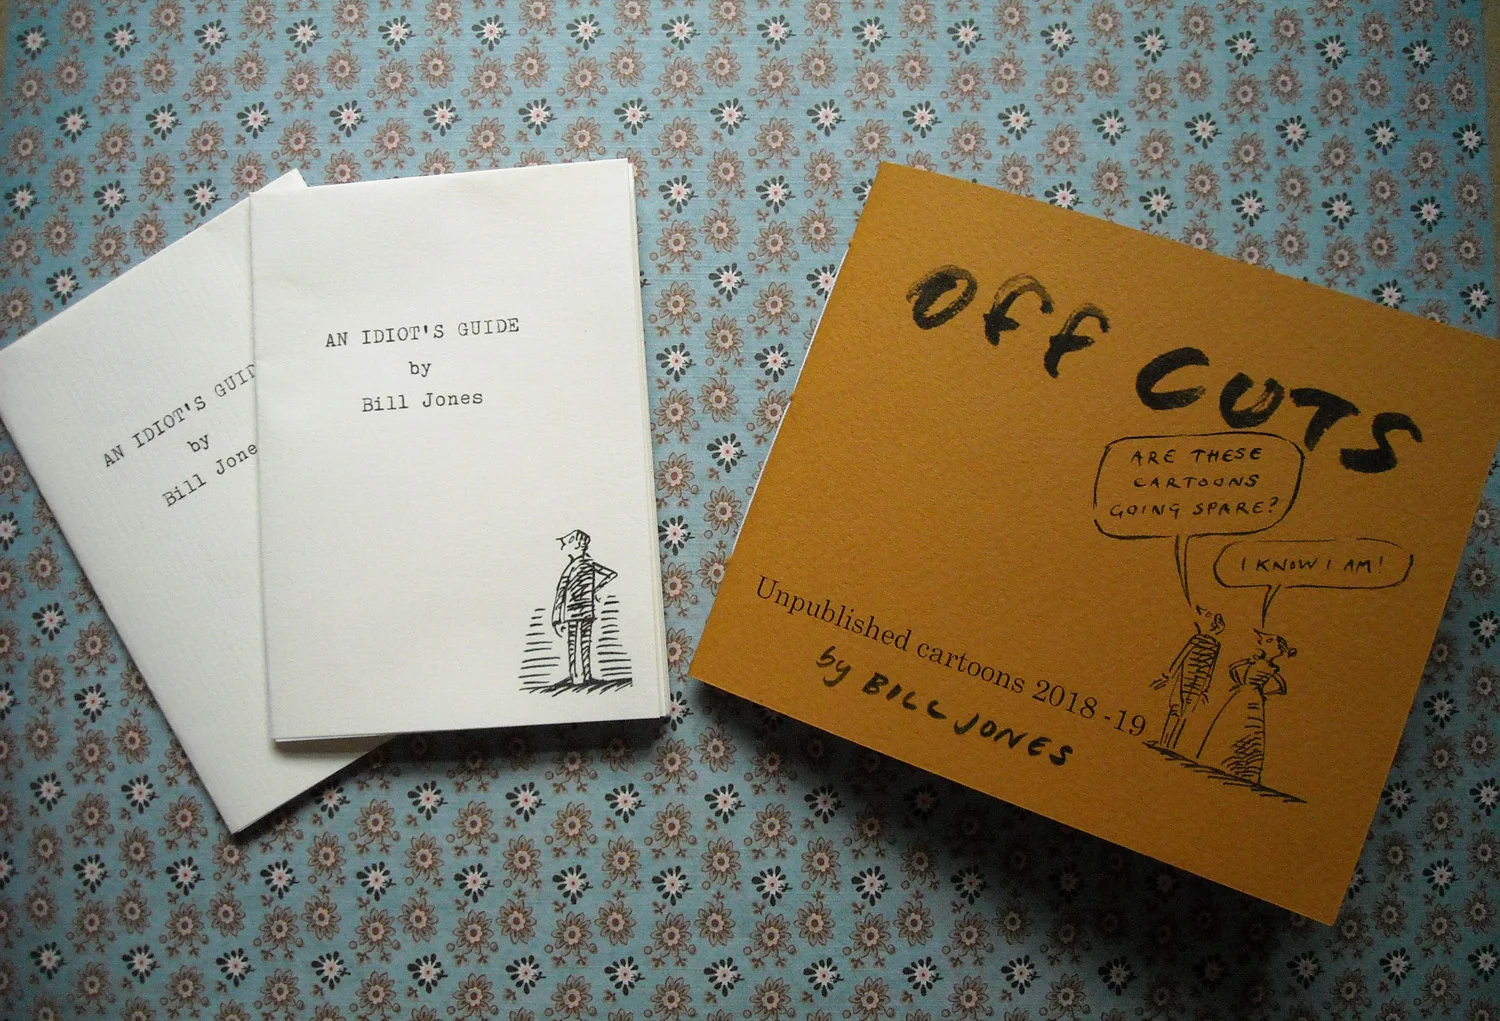 AN IDIOT'S GUID
by
Bill Jone
AN IDIOT'S GUIDE
by
Bill Jones
OFF CUTS
ARE THESE
CARTOONS
GOING SPARE?
I KNOW I AM!
Unpublished cartoons 2018-19
by BILL JONES